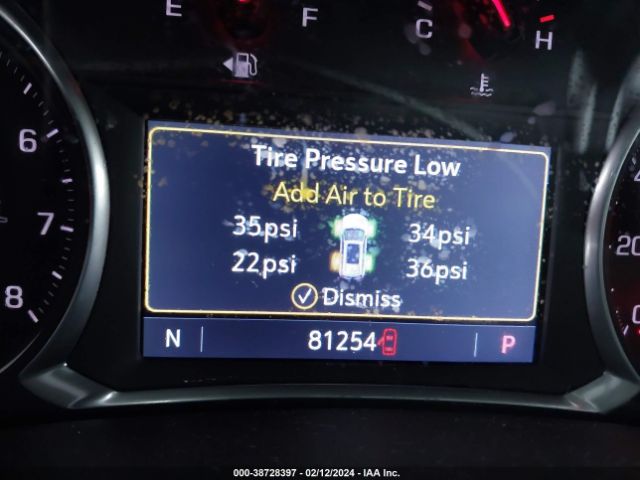 E F C H
6
7
8
Tire Pressure Low
Add Air to Tire
35psi 34psi
22psi 36psi
Dismiss
N 81254 P
20
000-38728397 - 02/12/2024 - IAA Inc.